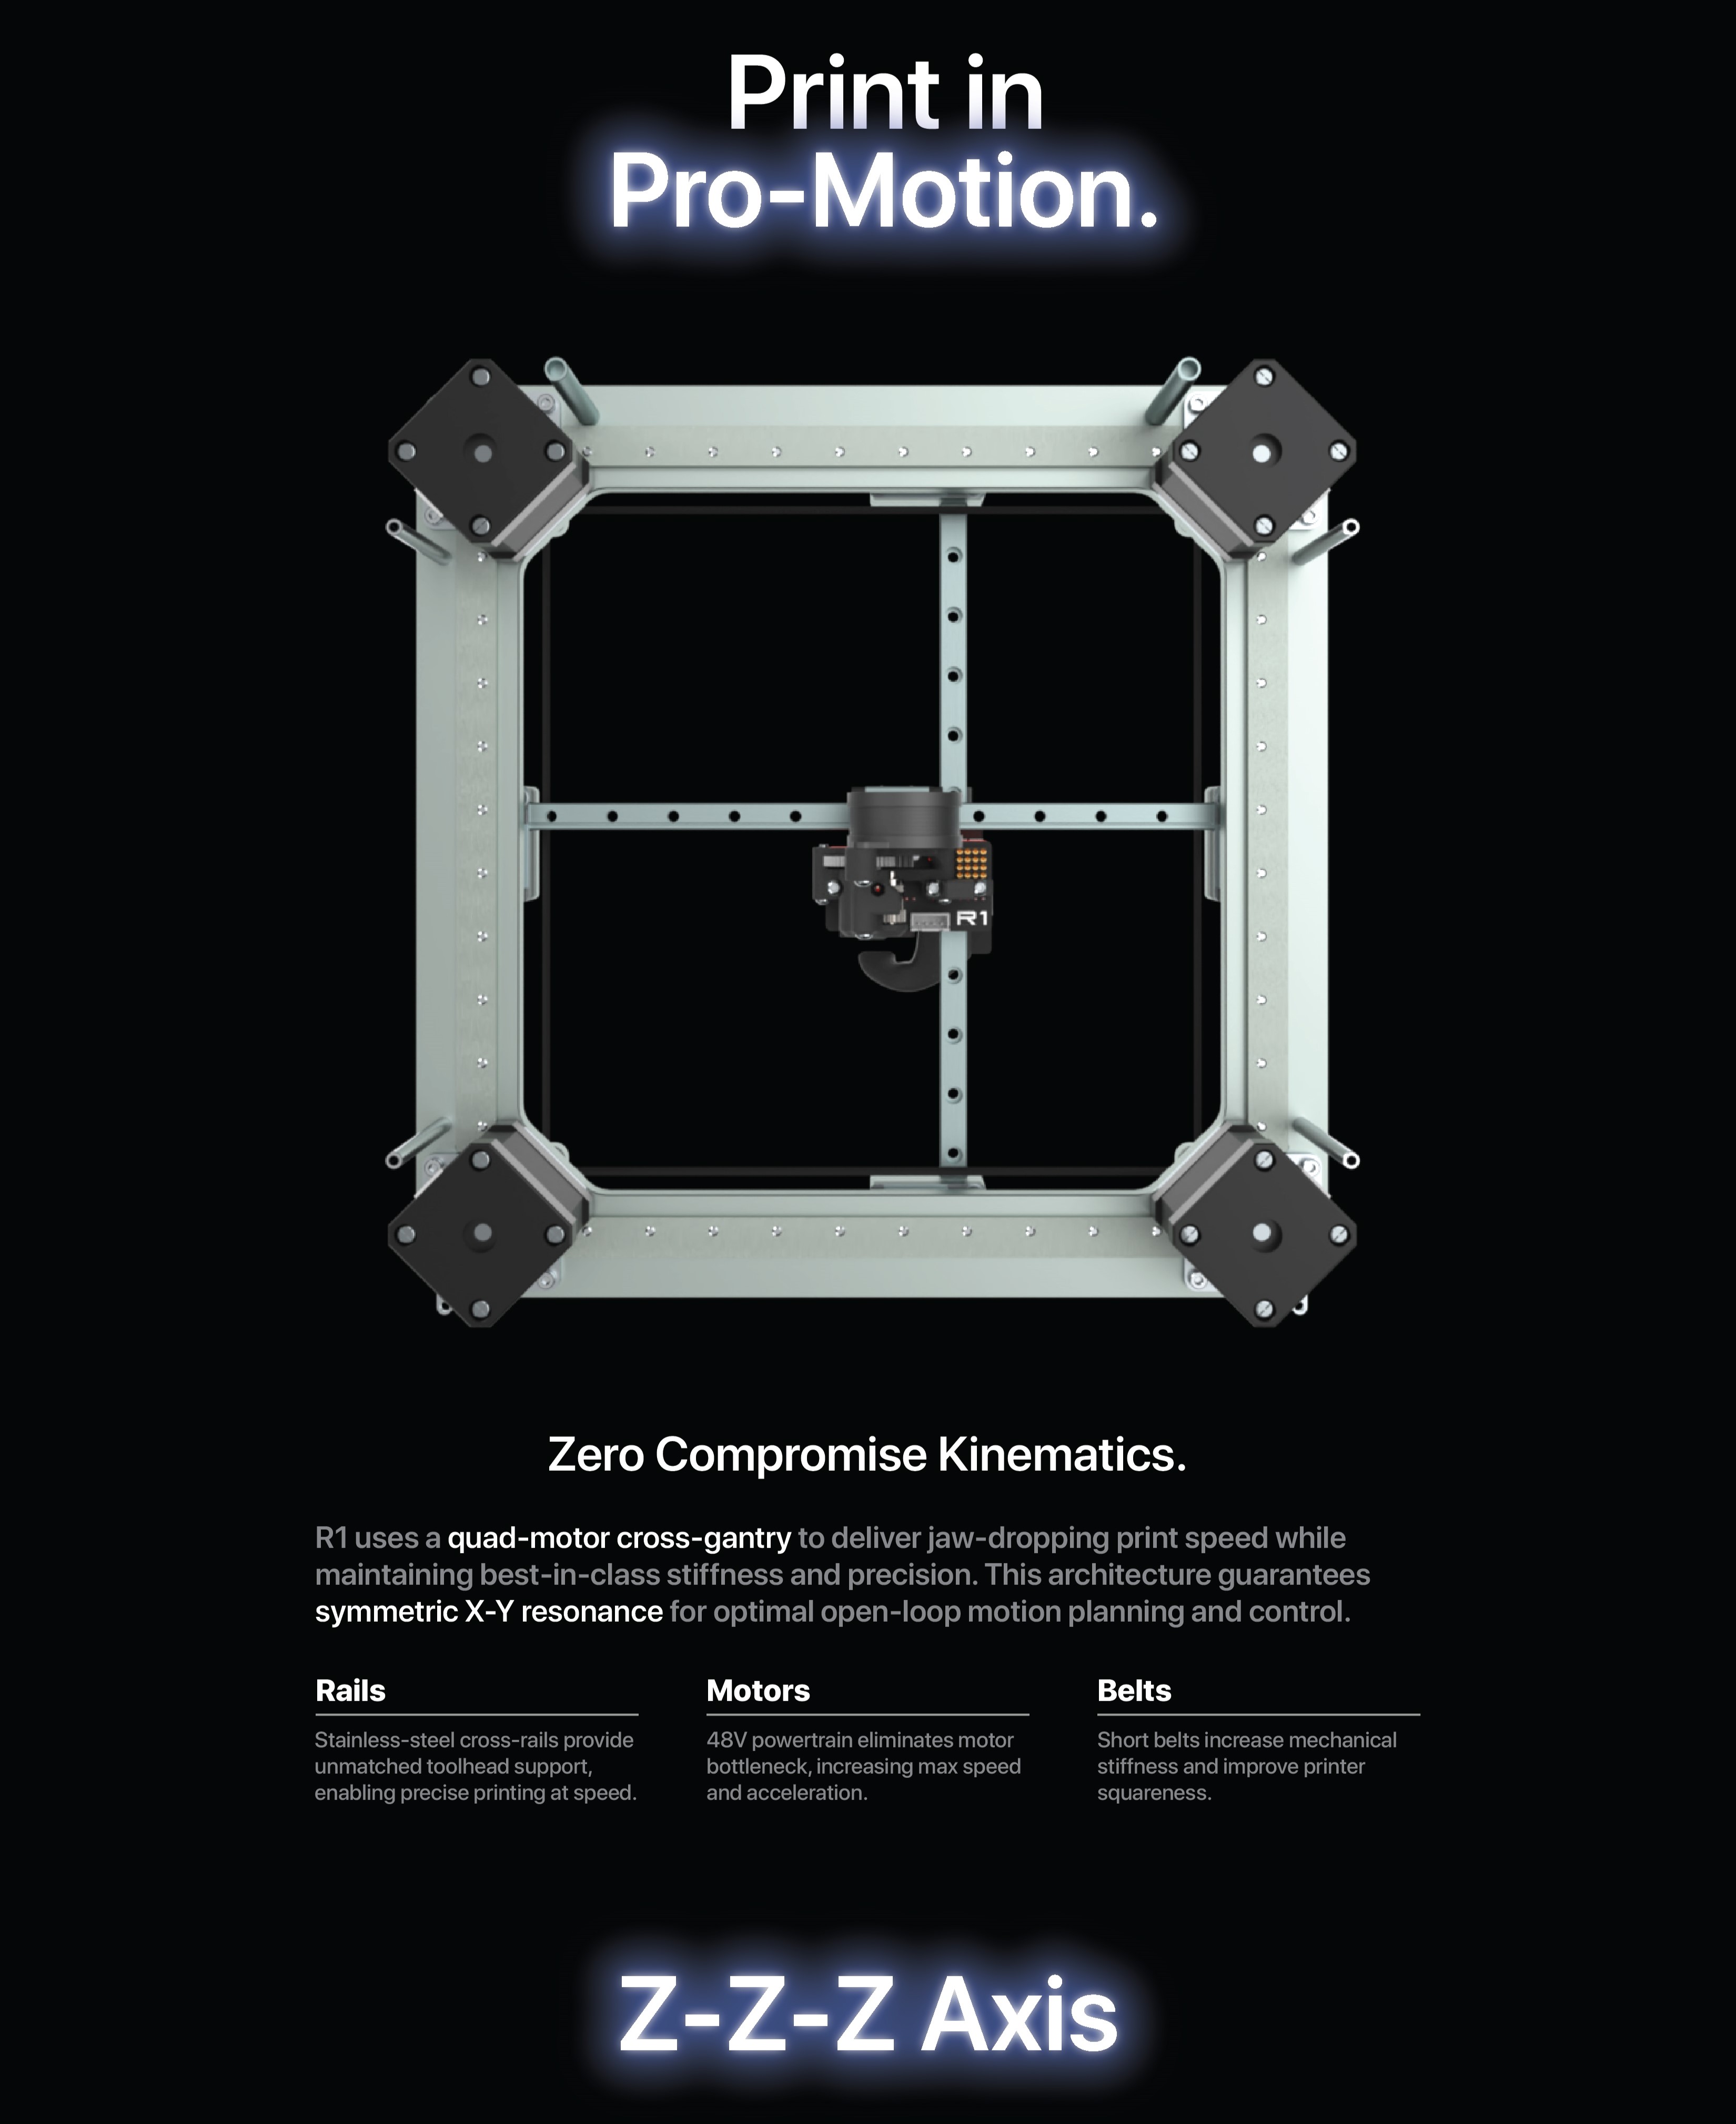 Print in
Pro-Motion.
R1
Zero Compromise Kinematics.
R1 uses a quad-motor cross-gantry to deliver jaw-dropping print speed while
maintaining best-in-class stiffness and precision. This architecture guarantees
symmetric X-Y resonance for optimal open-loop motion planning and control.
Rails
Stainless-steel cross-rails provide
unmatched toolhead support,
enabling precise printing at speed.
Motors
48V powertrain eliminates motor
bottleneck, increasing max speed
and acceleration.
Belts
Short belts increase mechanical
stiffness and improve printer
squareness.
Z-Z-Z Axis